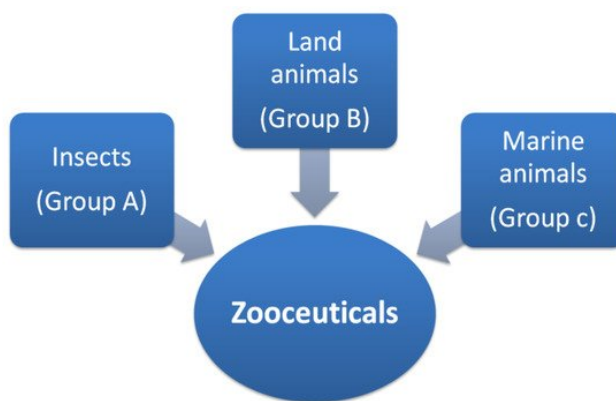 Insects
(Group A)
Land
animals
(Group B)
Marine
animals
(Group c)
Zooceuticals